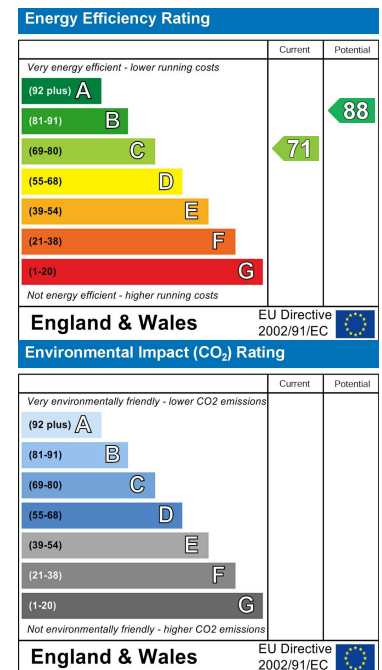 Energy Efficiency Rating
Current Potential
Very energy efficient - lower running costs
(92 plus) A
(81-91) B
88
(69-80) C
71
(55-68) D
(39-54) E
(21-38) F
(1-20) G
Not energy efficient - higher running costs
England & Wales
EU Directive
2002/91/EC
Environmental Impact (CO₂) Rating
Current Potential
Very environmentally friendly - lower CO2 emissions
(92 plus) A
(81-91) B
(69-80) C
(55-68) D
(39-54) E
(21-38) F
(1-20) G
Not environmentally friendly - higher CO2 emissions
England & Wales
EU Directive
2002/91/EC